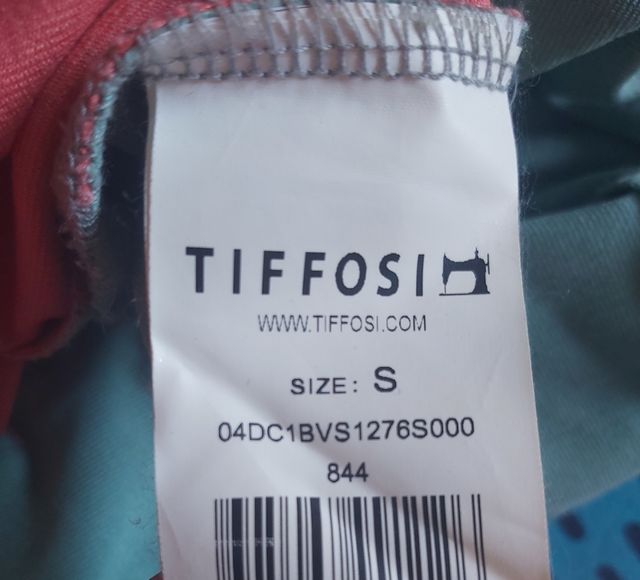 TIFFOSI
WWW.TIFFOSI.COM
SIZE: S
04DC1BVS1276S000
844